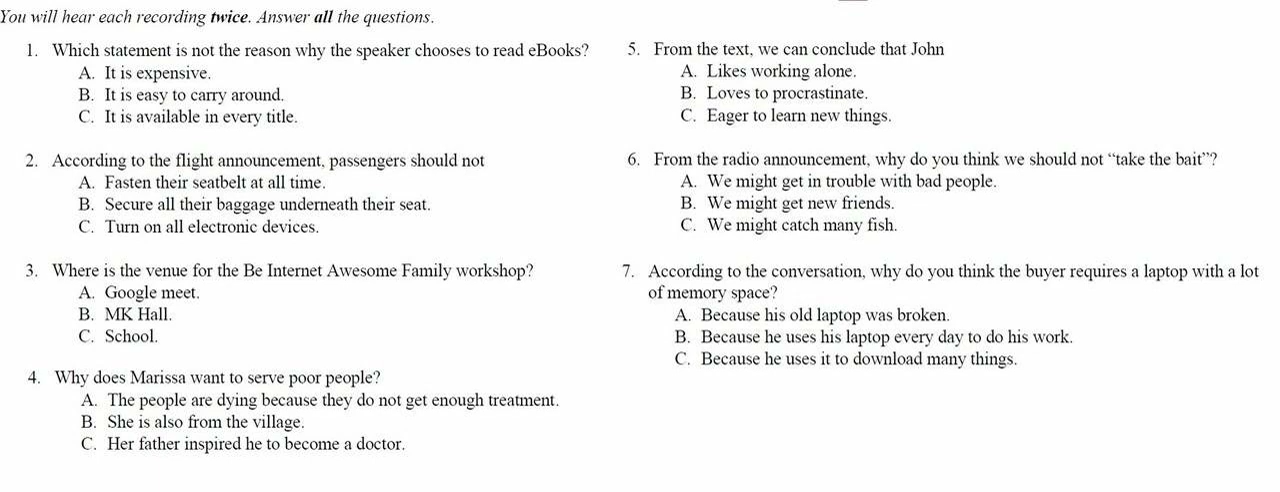 You will hear each recording twice. Answer all the questions.
1. Which statement is not the reason why the speaker chooses to read eBooks?
A. It is expensive.
B. It is easy to carry around.
C. It is available in every title.
2. According to the flight announcement, passengers should not
A. Fasten their seatbelt at all time.
B. Secure all their baggage underneath their seat.
C. Turn on all electronic devices.
3. Where is the venue for the Be Internet Awesome Family workshop?
A. Google meet.
B. MK Hall.
C. School.
4. Why does Marissa want to serve poor people?
A. The people are dying because they do not get enough treatment.
B. She is also from the village.
C. Her father inspired he to become a doctor.
5. From the text, we can conclude that John
A. Likes working alone.
B. Loves to procrastinate.
C. Eager to learn new things.
6. From the radio announcement, why do you think we should not “take the bait”?
A. We might get in trouble with bad people.
B. We might get new friends.
C. We might catch many fish.
7. According to the conversation, why do you think the buyer requires a laptop with a lot
of memory space?
A. Because his old laptop was broken.
B. Because he uses his laptop every day to do his work.
C. Because he uses it to download many things.